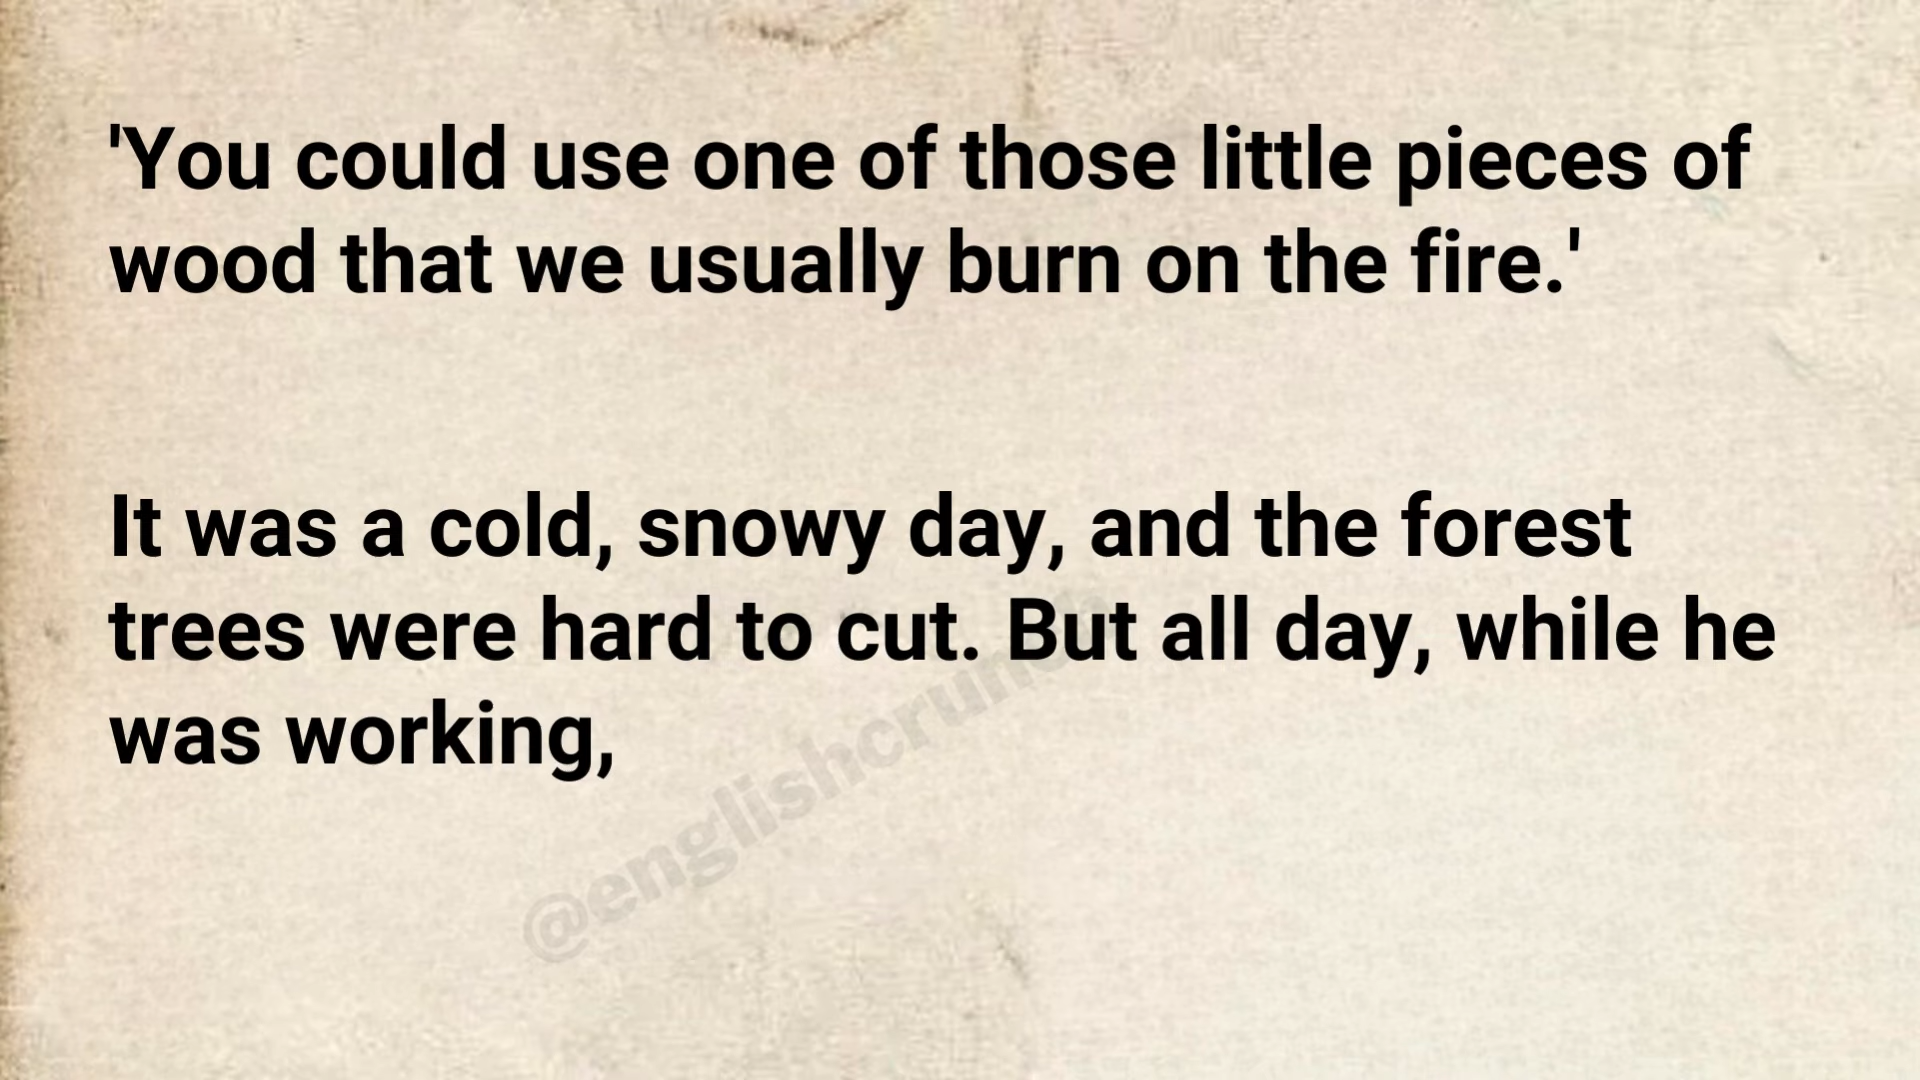 'You could use one of those little pieces of
wood that we usually burn on the fire.'
It was a cold, snowy day, and the forest
trees were hard to cut. But all day, while he
was working,